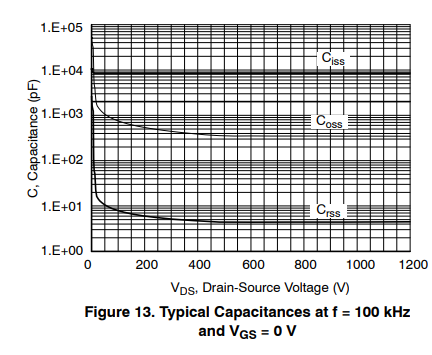 1.E+05
1.E+04
1.E+03
1.E+02
1.E+01
1.E+00
C, Capacitance (pF)
Ciss
Coss
Crss
0 200 400 600 800 1000 1200
VDS, Drain-Source Voltage (V)
Figure 13. Typical Capacitances at f = 100 kHz
and VGS = 0 V